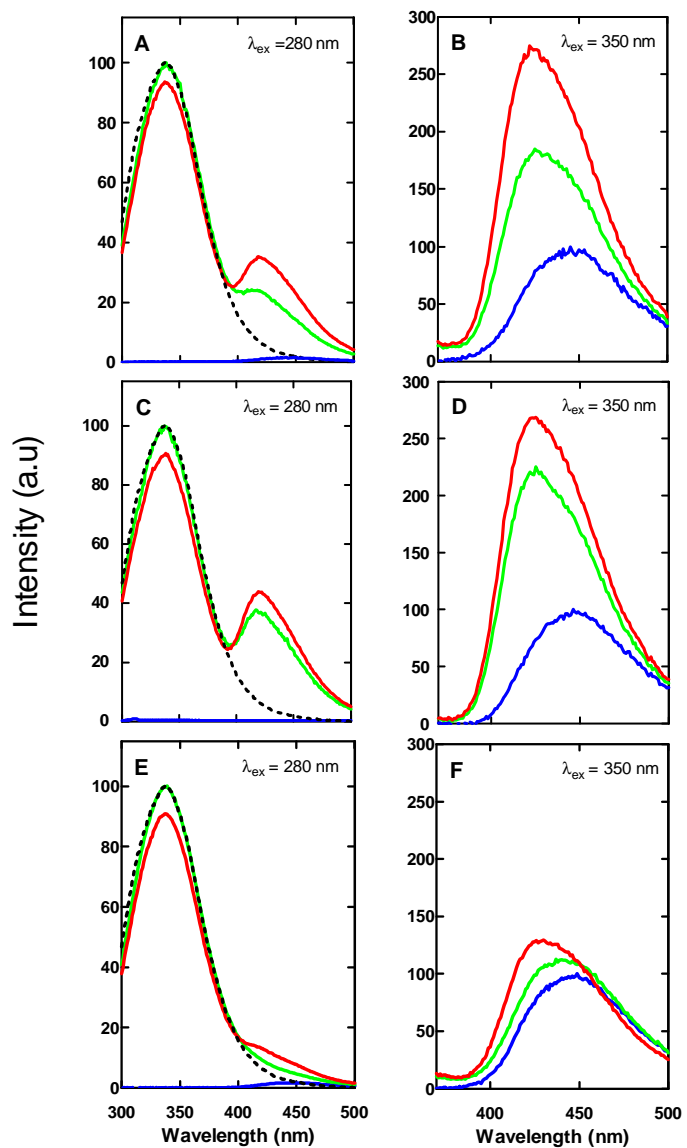 A
λex =280 nm
100
80
60
40
20
0
B
λex = 350 nm
300
250
200
150
100
50
0
C
λex = 280 nm
100
80
60
40
20
0
D
λex = 350 nm
300
250
200
150
100
50
0
Intensity (a.u)
E
λex = 280 nm
100
80
60
40
20
0
300 350 400 450 500
Wavelength (nm)
F
λex = 350 nm
300
250
200
150
100
50
0
400 450 500
Wavelength (nm)